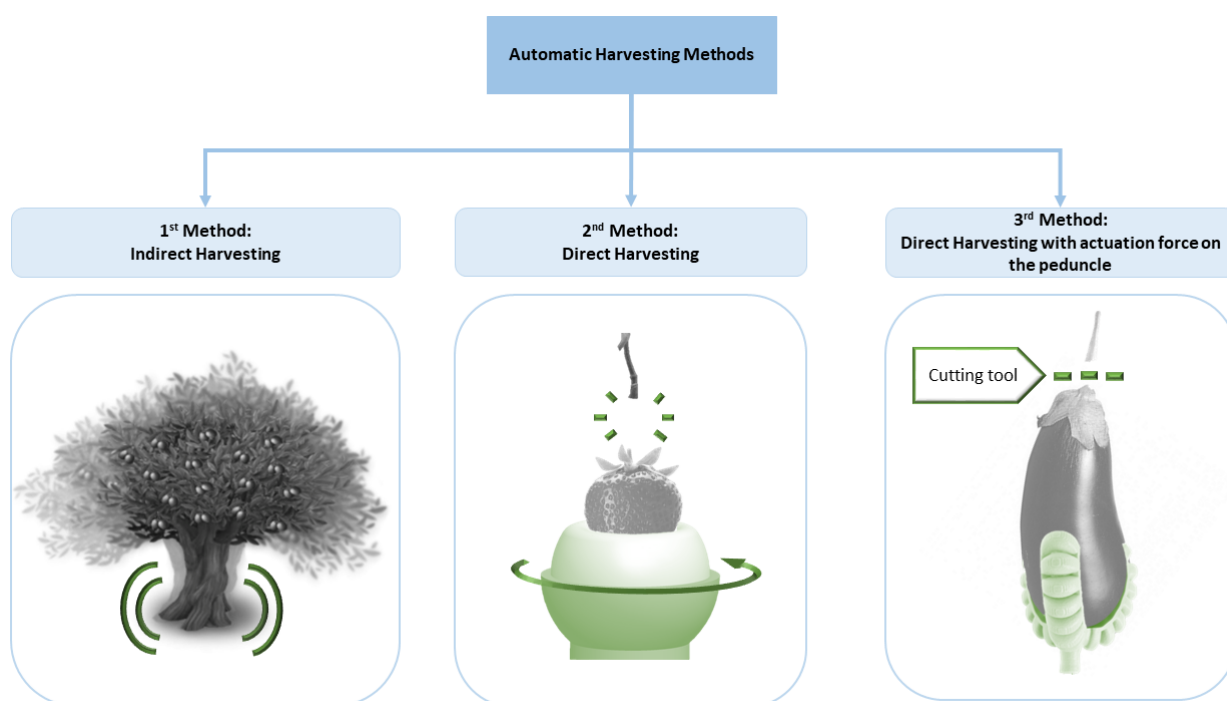 Automatic Harvesting Methods
1st Method:
Indirect Harvesting
2nd Method:
Direct Harvesting
3rd Method:
Direct Harvesting with actuation force on
the peduncle
Cutting tool